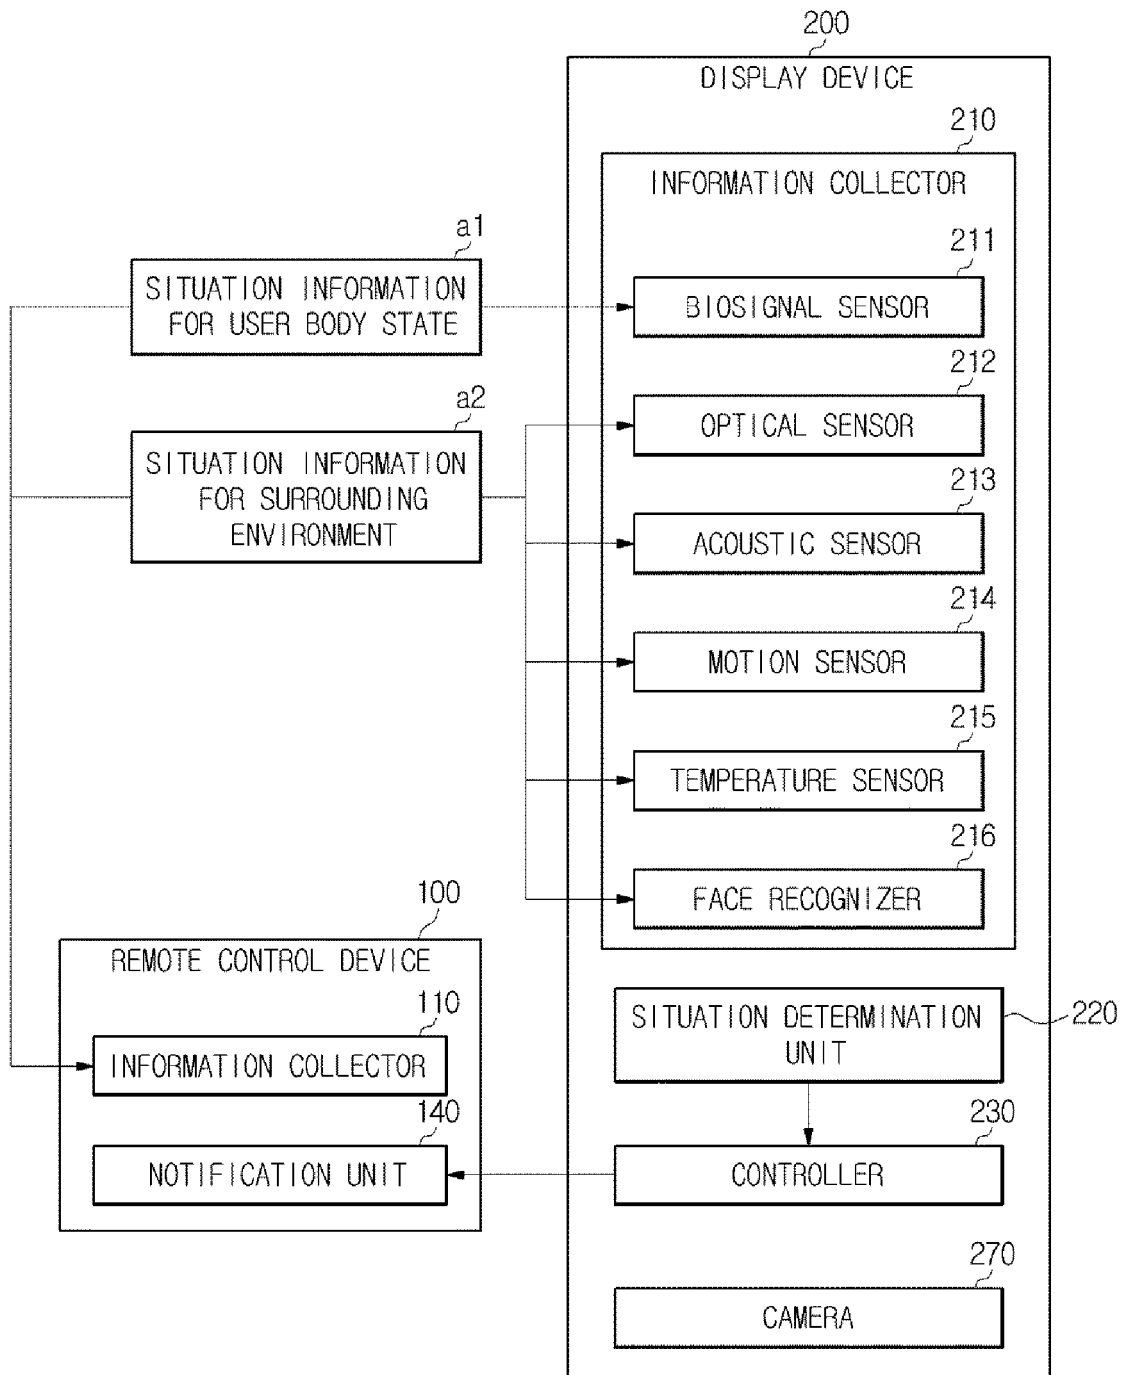 200
DISPLAY DEVICE
210
INFORMATION COLLECTOR
a1
SITUATION INFORMATION
FOR USER BODY STATE
211
BIOSIGNAL SENSOR
212
OPTICAL SENSOR
a2
SITUATION INFORMATION
FOR SURROUNDING
ENVIRONMENT
213
ACOUSTIC SENSOR
214
MOTION SENSOR
215
TEMPERATURE SENSOR
216
FACE RECOGNIZER
100
REMOTE CONTROL DEVICE
110
INFORMATION COLLECTOR
140
NOTIFICATION UNIT
SITUATION DETERMINATION
UNIT
220
230
CONTROLLER
270
CAMERA